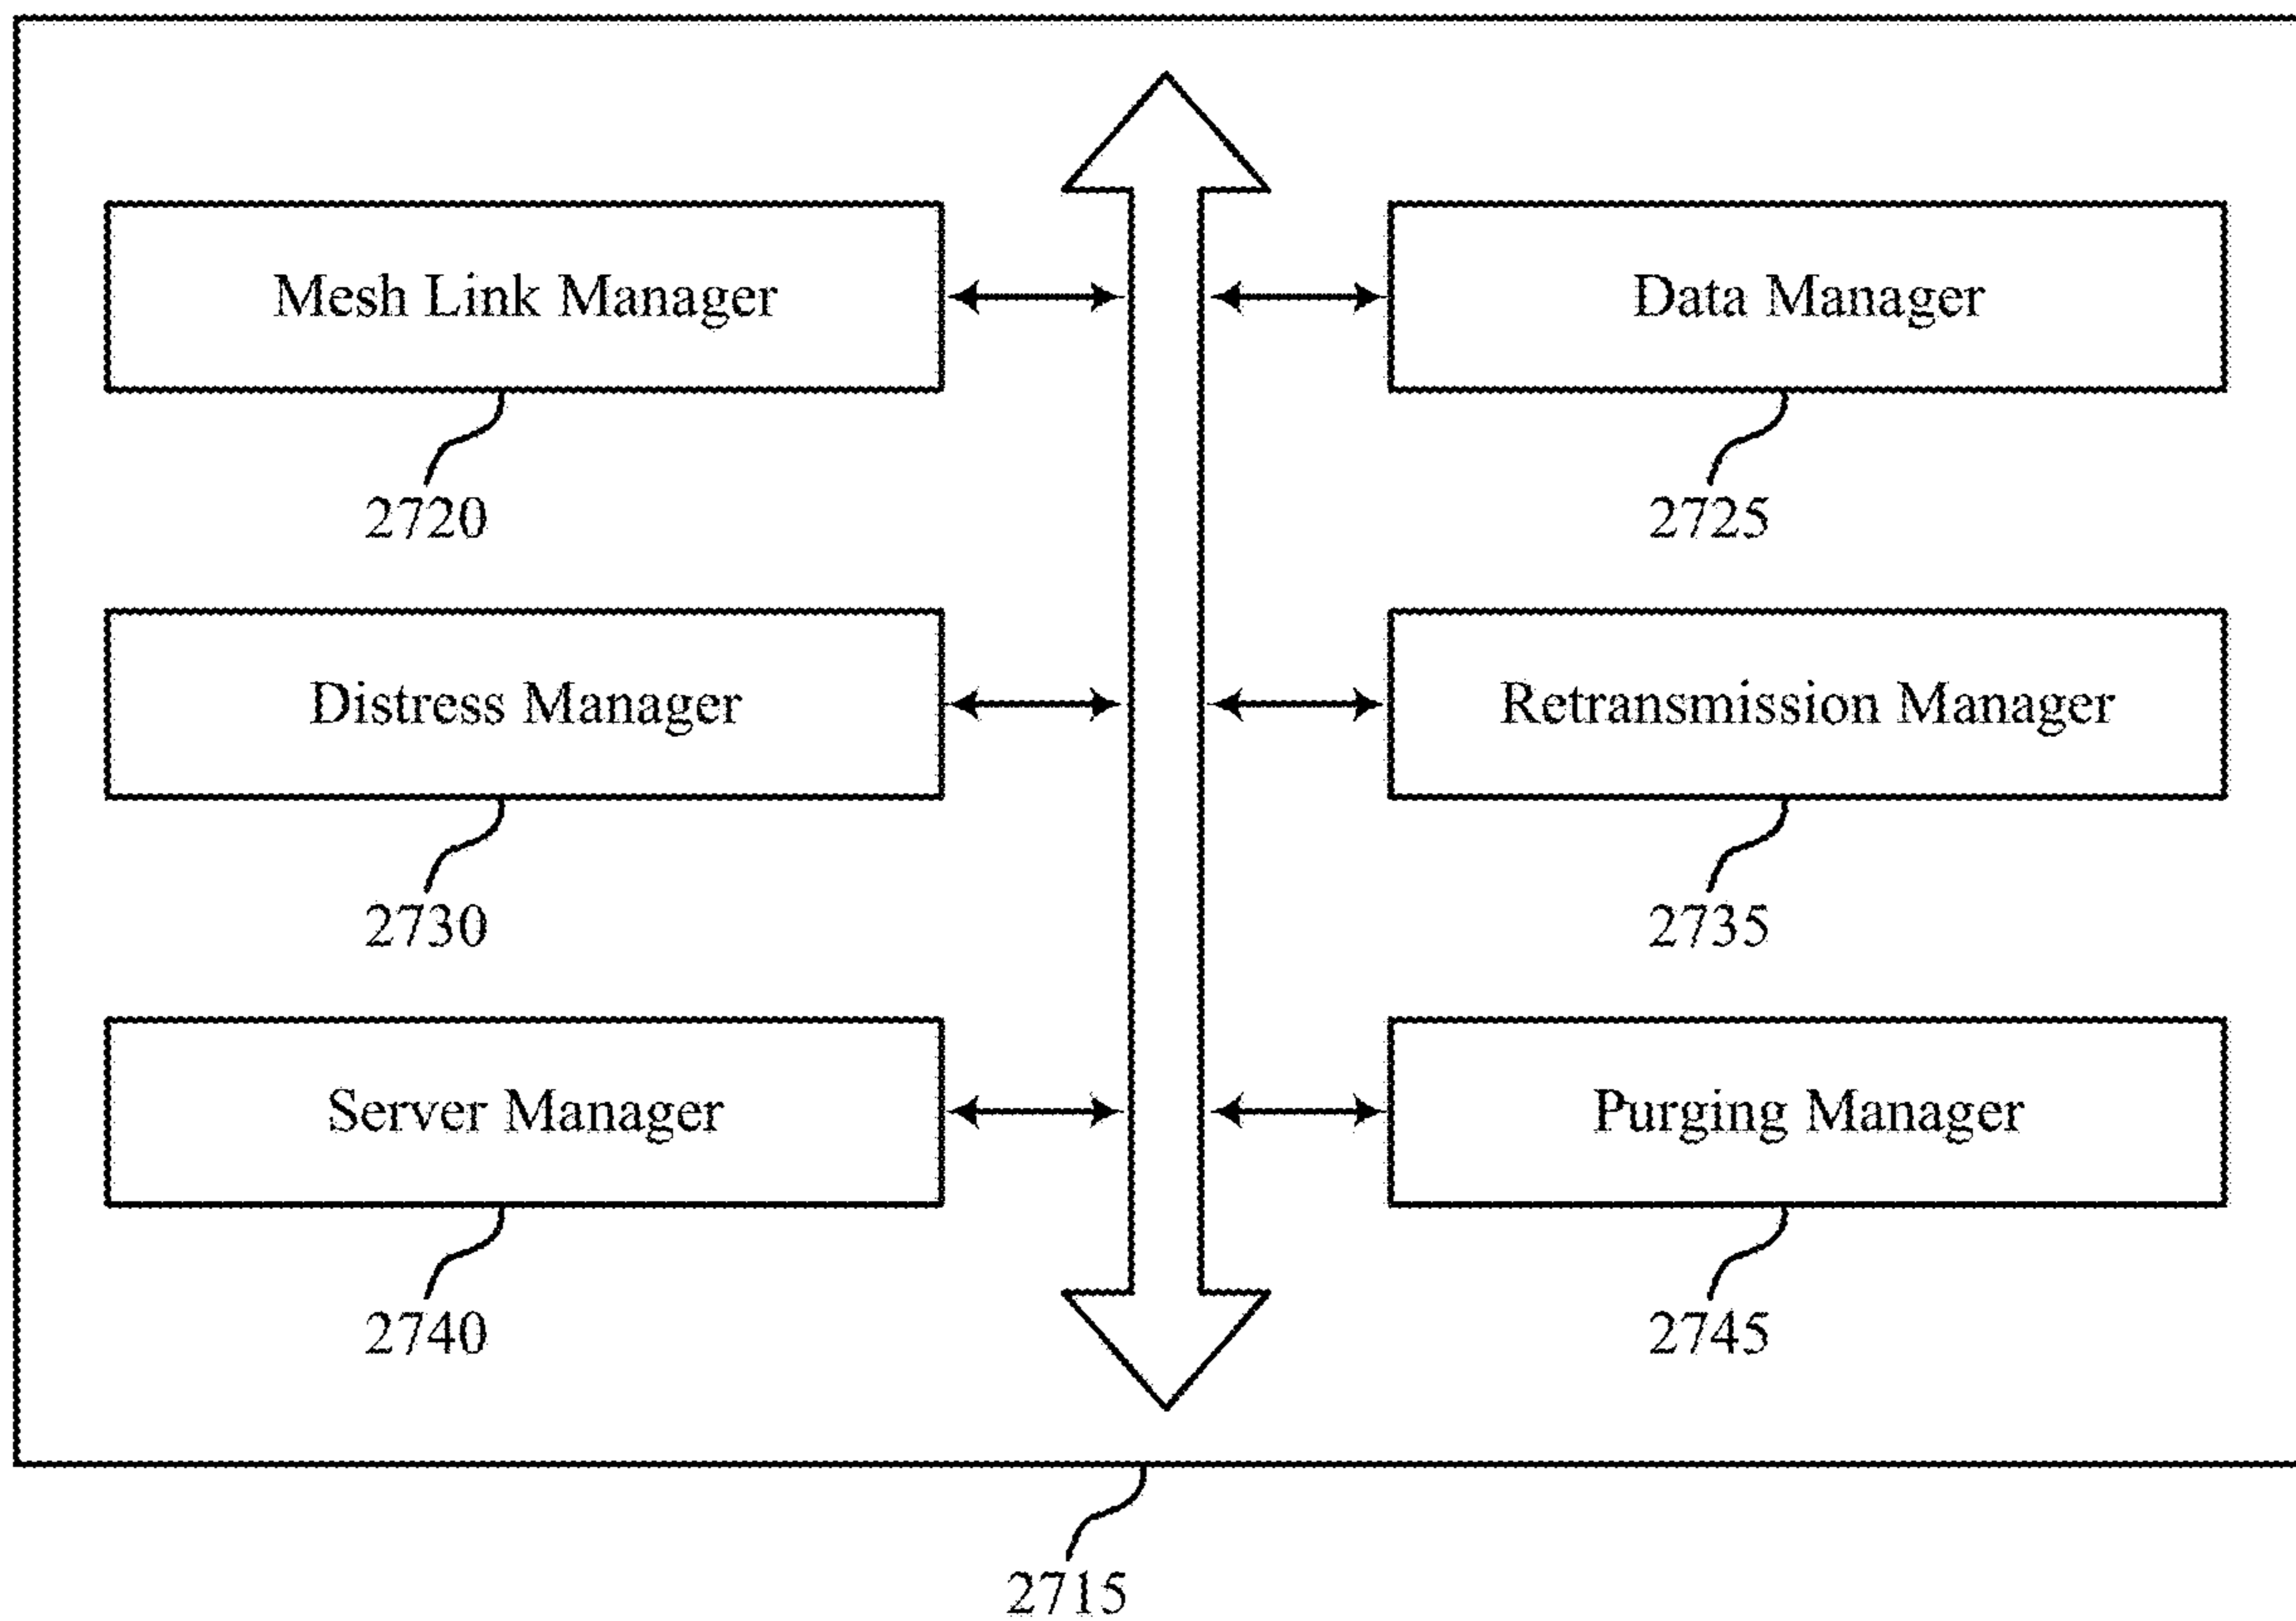 Mesh Link Manager
Data Manager
2720
2725
Distress Manager
Retransmission Manager
2730
2735
Server Manager
Purging Manager
2740
2745
2715